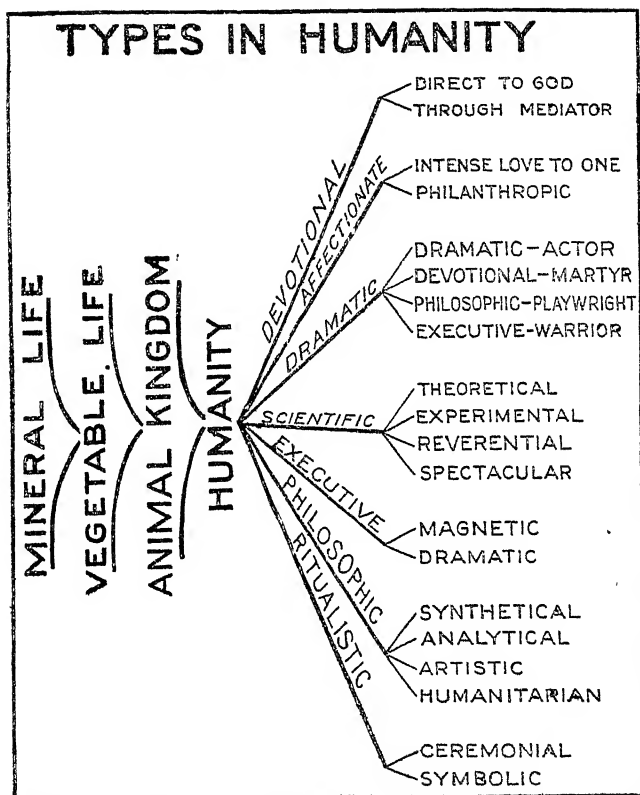 TYPES IN HUMANITY
MINERAL LIFE
VEGETABLE. LIFE
ANIMAL KINGDOM
HUMANITY
DEVOTIONAL
DIRECT TO GOD
THROUGH MEDIATOR
AFFECTIONATE
INTENSE LOVE TO ONE
PHILANTHROPIC
DRAMATIC
DRAMATIC-ACTOR
DEVOTIONAL-MARTYR
PHILOSOPHIC-PLAYWRIGHT
EXECUTIVE-WARRIOR
SCIENTIFIC
THEORETICAL
EXPERIMENTAL
REVERENTIAL
SPECTACULAR
EXECUTIVE
MAGNETIC
DRAMATIC
PHILOSOPHIC
SYNTHETICAL
ANALYTICAL
ARTISTIC
HUMANITARIAN
RITUALISTIC
CEREMONIAL
SYMBOLIC